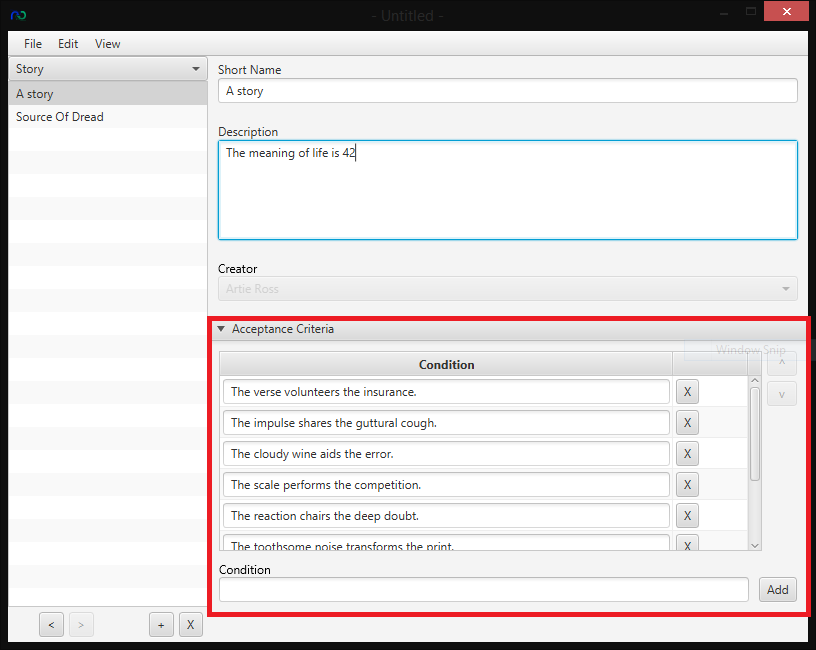 - Untitled -
File Edit View
Story
A story
Source Of Dread
Short Name
A story
Description
The meaning of life is 42
Creator
Artie Ross
Acceptance Criteria
Window Snip
Condition
^
v
The verse volunteers the insurance. X
The impulse shares the guttural cough. X
The cloudy wine aids the error. X
The scale performs the competition. X
The reaction chairs the deep doubt. X
The toothsome noise transforms the print. X
Condition
Add
< > + X